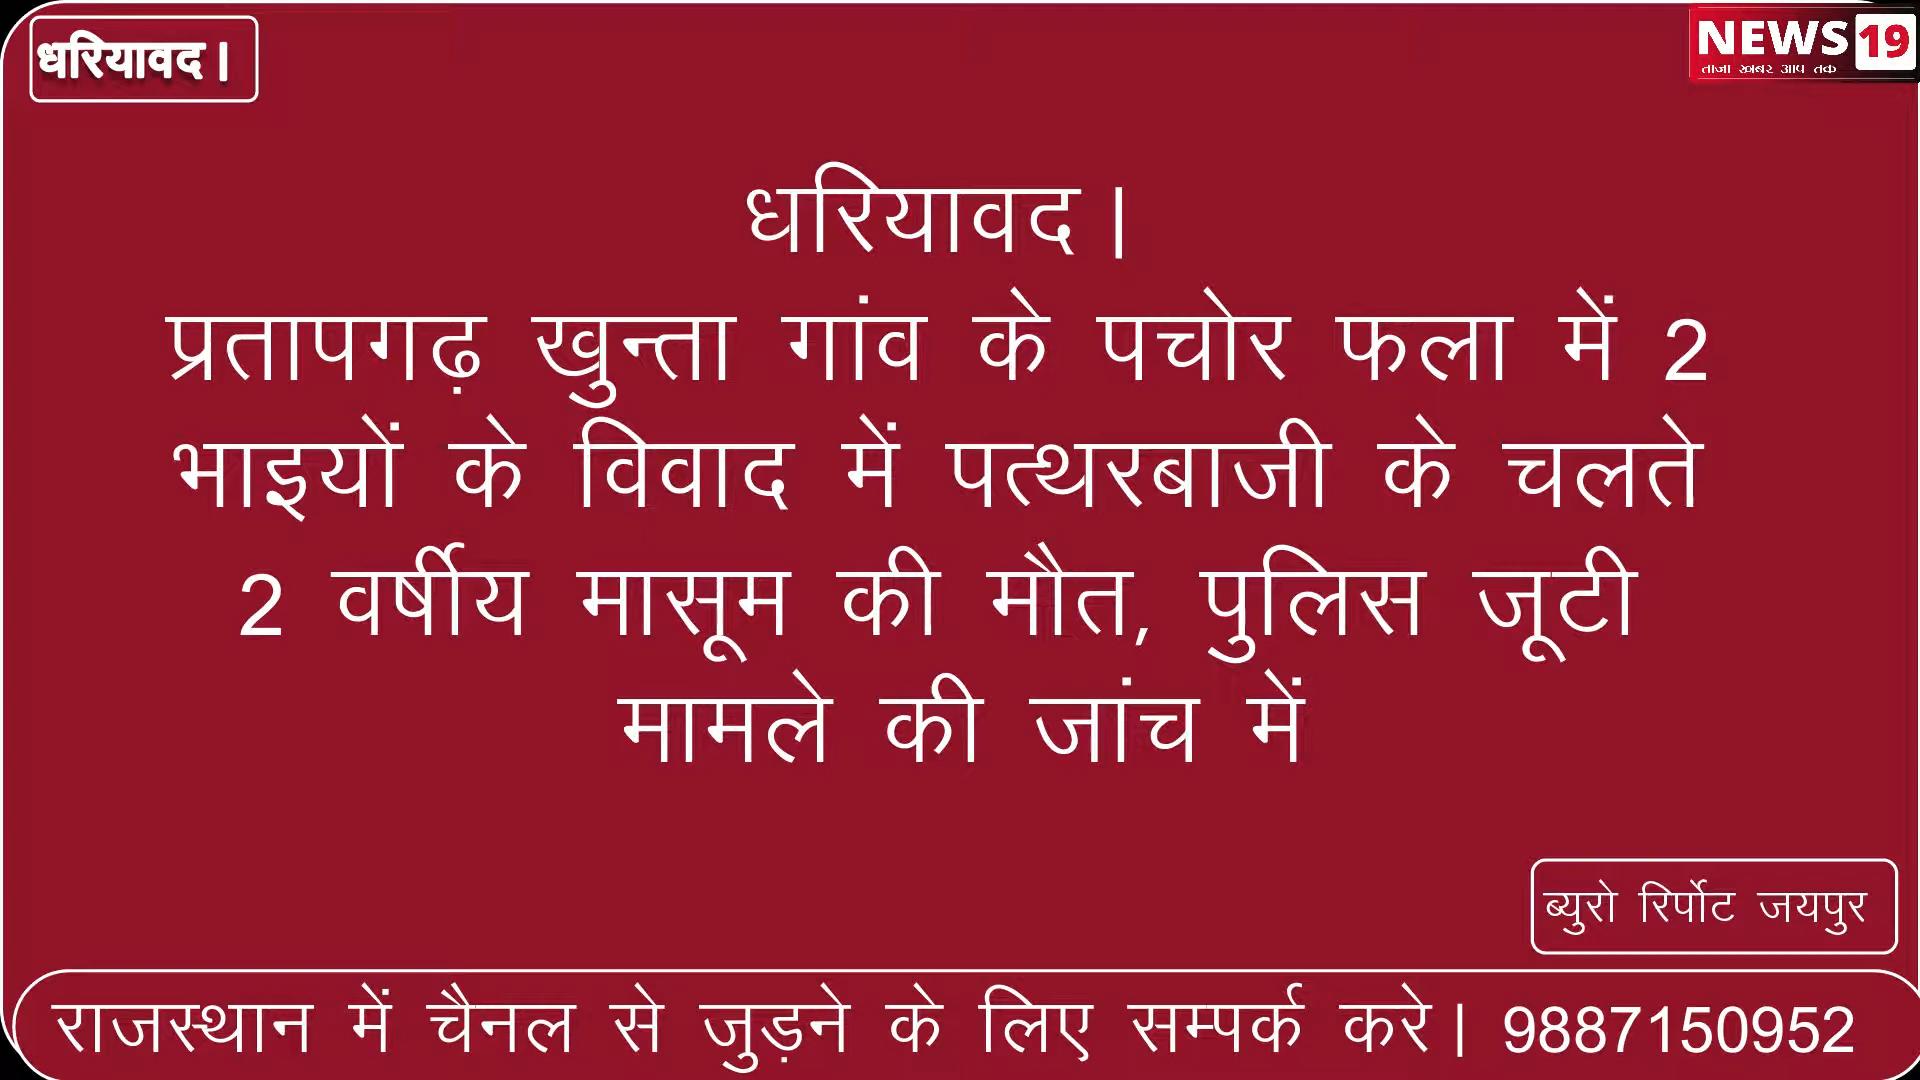 धरियावद।
NEWS 19
ताजा खबर आप तक
धरियावद।
प्रतापगढ़ खुन्ता गांव के पचोर फला में 2
भाइयों के विवाद में पत्थरबाजी के चलते
2 वर्षीय मासूम की मौत, पुलिस जूटी
मामले की जांच में
ब्युरो रिर्पोट जयपुर
राजस्थान में चैनल से जुड़ने के लिए सम्पर्क करे। 9887150952